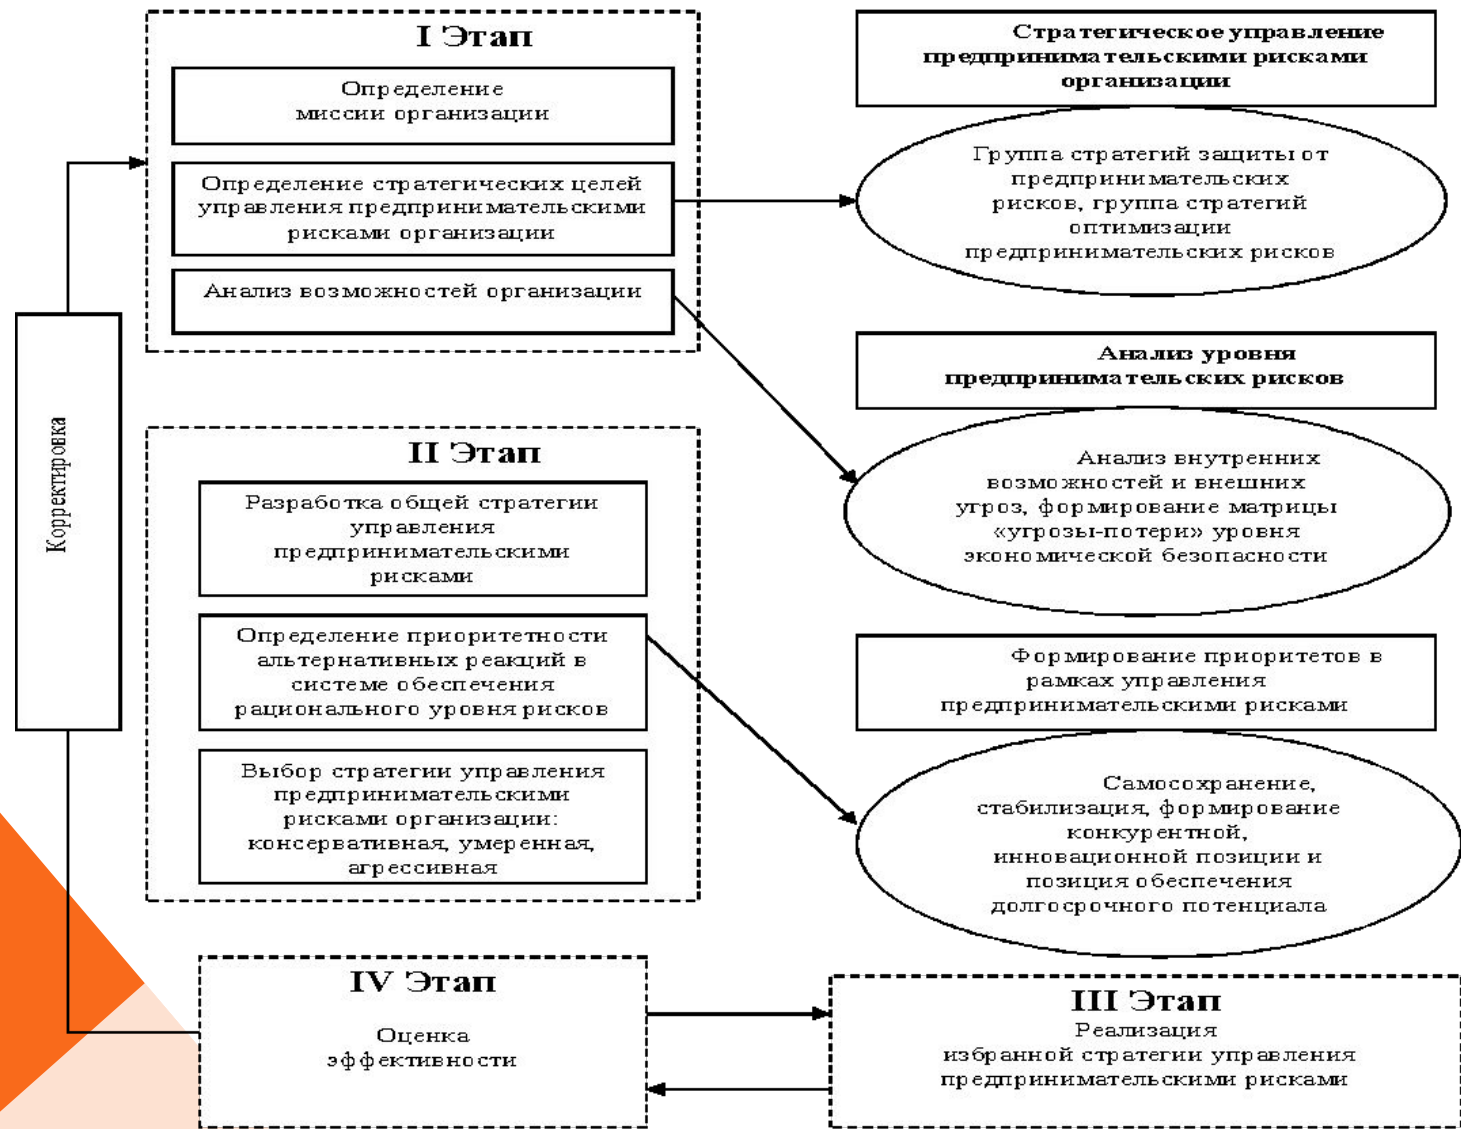 I Этап
Определение
миссии организации
Определение стратегических целей
управления предпринимательскими
рисками организации
Анализ возможностей организации
Стратегическое управление
предпринимательскими рисками
организации
Группа стратегий защиты от
предпринимательских
рисков, группа стратегий
оптимизации
предпринимательских рисков
Анализ уровня
предпринимательских рисков
Анализ внутренних
возможностей и внешних
угроз, формирование матрицы
«угрозы-потери» уровня
экономической безопасности
Корректировка
II Этап
Разработка общей стратегии
управления
предпринимательскими
рисками
Определение приоритетности
альтернативных реакций в
системе обеспечения
рационального уровня рисков
Выбор стратегии управления
предпринимательскими
рисками организации:
консервативная, умеренная,
агрессивная
Формирование приоритетов в
рамках управления
предпринимательскими рисками
Самосохранение,
стабилизация, формирование
конкурентной,
инновационной позиции и
позиция обеспечения
долгосрочного потенциала
IV Этап
Оценка
эффективности
III Этап
Реализация
избранной стратегии управления
предпринимательскими рисками